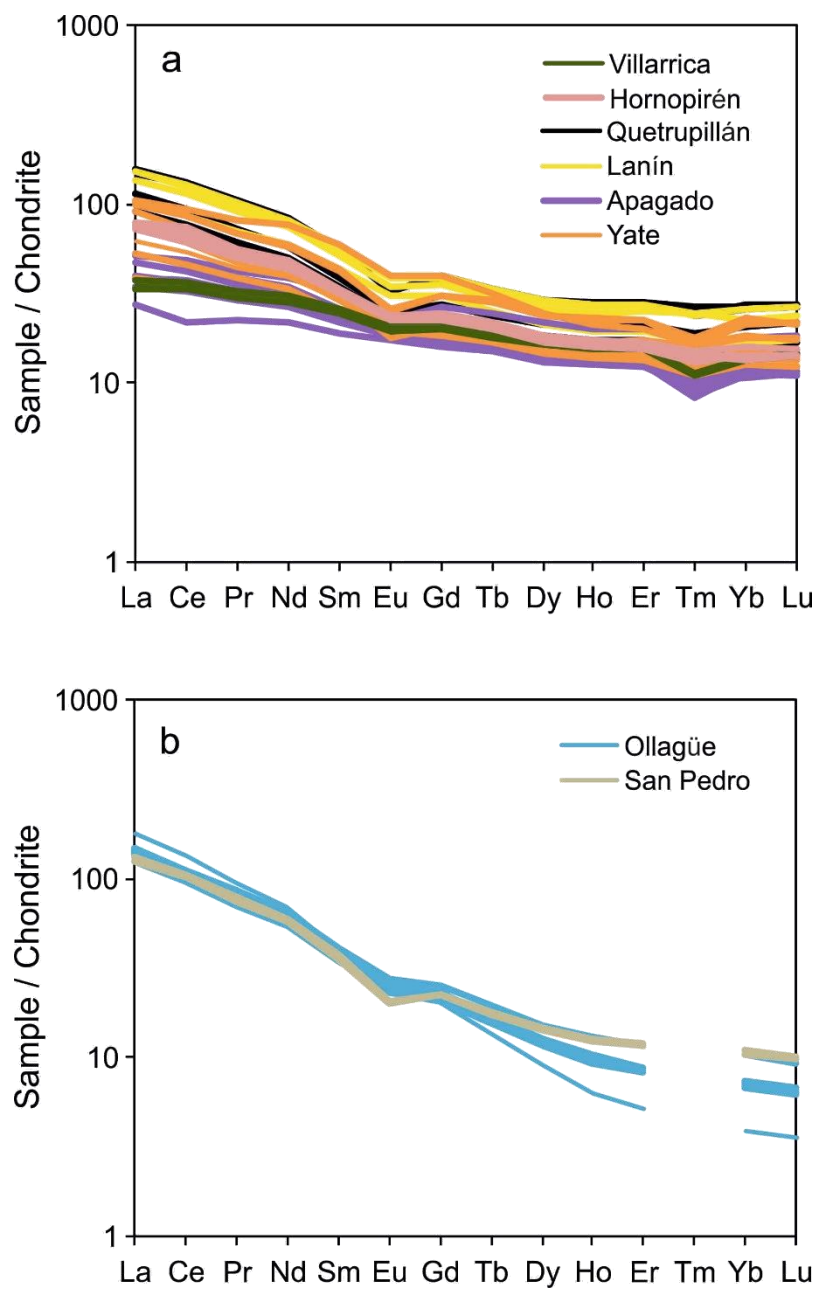 1000
a
Villarrica
Hornopirén
Quetrupillán
Lanín
Apagado
Yate
100
10
1
Sample / Chondrite
La Ce Pr Nd Sm Eu Gd Tb Dy Ho Er Tm Yb Lu
1000
b
Ollagüe
San Pedro
100
10
1
Sample / Chondrite
La Ce Pr Nd Sm Eu Gd Tb Dy Ho Er Tm Yb Lu